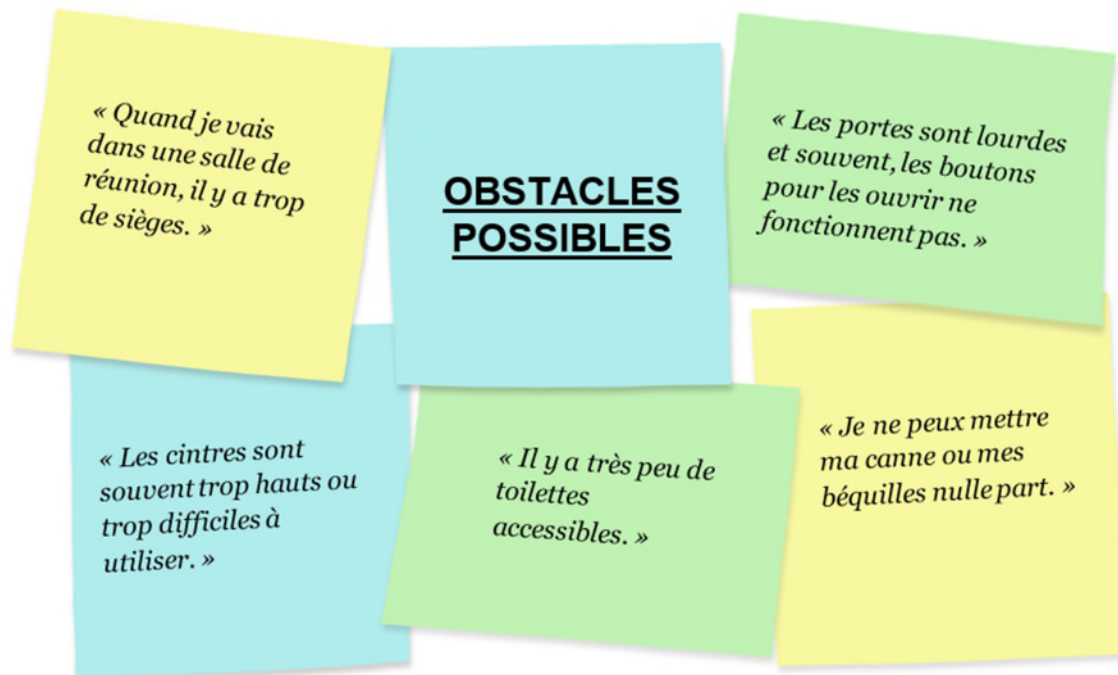 « Quand je vais
dans une salle de
réunion, il y a trop
de sièges. »
OBSTACLES
POSSIBLES
« Les portes sont lourdes
et souvent, les boutons
pour les ouvrir ne
fonctionnent pas. »
« Les cintres sont
souvent trop hauts ou
trop difficiles à
utiliser. »
« Il y a très peu de
toilettes
accessibles. »
« Je ne peux mettre
ma canne ou mes
béquilles nulle part. »